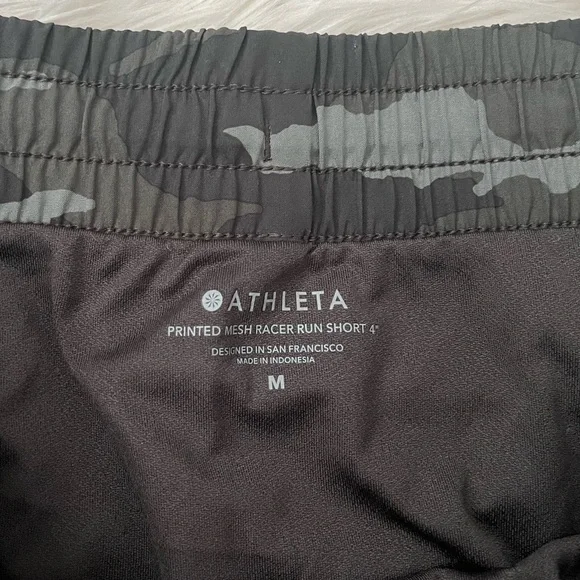 ATHLETA
PRINTED MESH RACER RUN SHORT 4"
DESIGNED IN SAN FRANCISCO
MADE IN INDONESIA
M